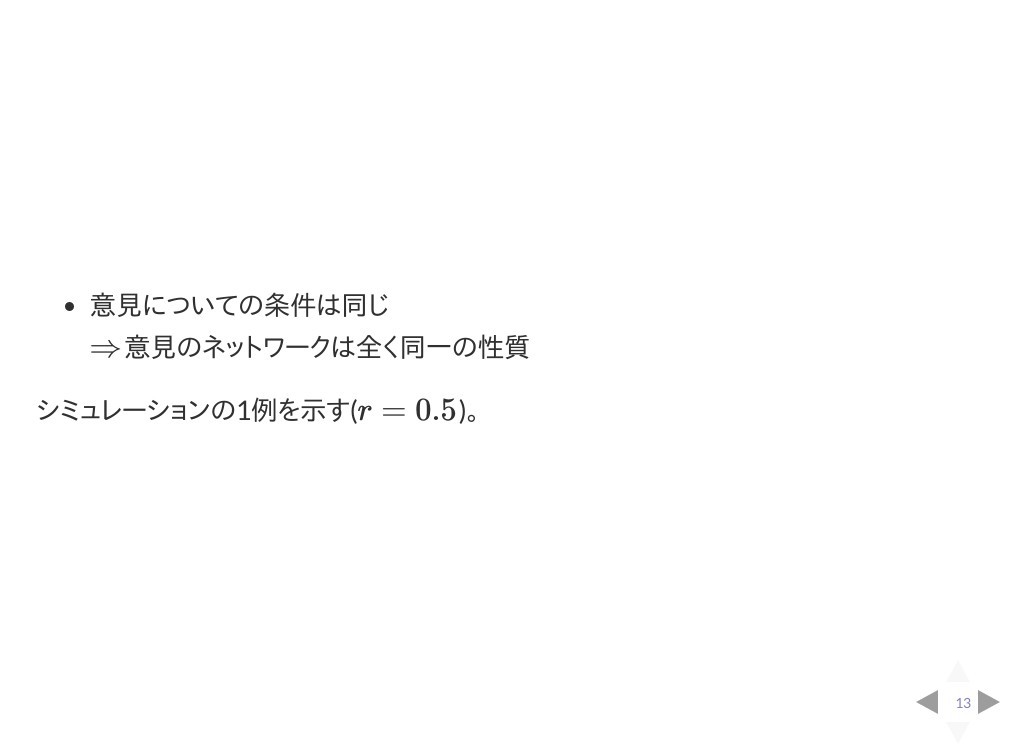 • 意見についての条件は同じ
⇒意見のネットワークは全く同一の性質
シミュレーションの1例を示す(r = 0.5)。
13